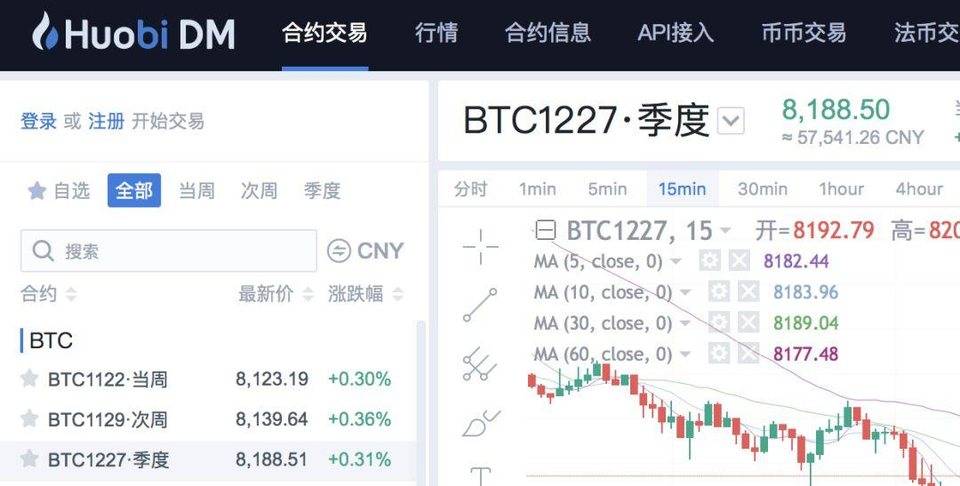 Huobi DM 合约交易 行情 合约信息 API接入 币币交易 法币交
登录 或 注册 开始交易
BTC1227·季度 8,188.50
≈ 57,541.26 CNY
自选 全部 当周 次周 季度
分时 1min 5min 15min 30min 1hour 4hour
搜索 CNY
BTC1227, 15 开=8192.79 高=820
MA (5, close, 0) 8182.44
MA (10, close, 0) 8183.96
MA (30, close, 0) 8189.04
MA (60, close, 0) 8177.48
合约 最新价 涨跌幅
BTC
BTC1122·当周 8,123.19 +0.30%
BTC1129·次周 8,139.64 +0.36%
BTC1227·季度 8,188.51 +0.31%